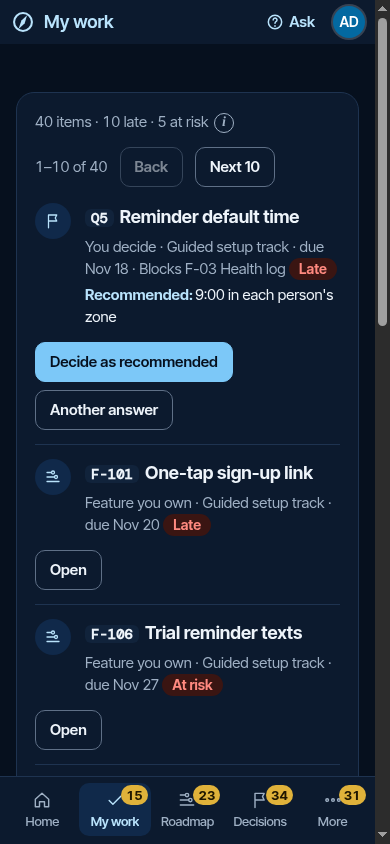 My work
Ask
AD
40 items · 10 late · 5 at risk i
1–10 of 40
Back
Next 10
Q5 Reminder default time
You decide · Guided setup track · due
Nov 18 · Blocks F-03 Health log Late
Recommended: 9:00 in each person's
zone
Decide as recommended
Another answer
F-101 One-tap sign-up link
Feature you own · Guided setup track ·
due Nov 20 Late
Open
F-106 Trial reminder texts
Feature you own · Guided setup track ·
due Nov 27 At risk
Open
15 23 34 31
Home My work Roadmap Decisions More